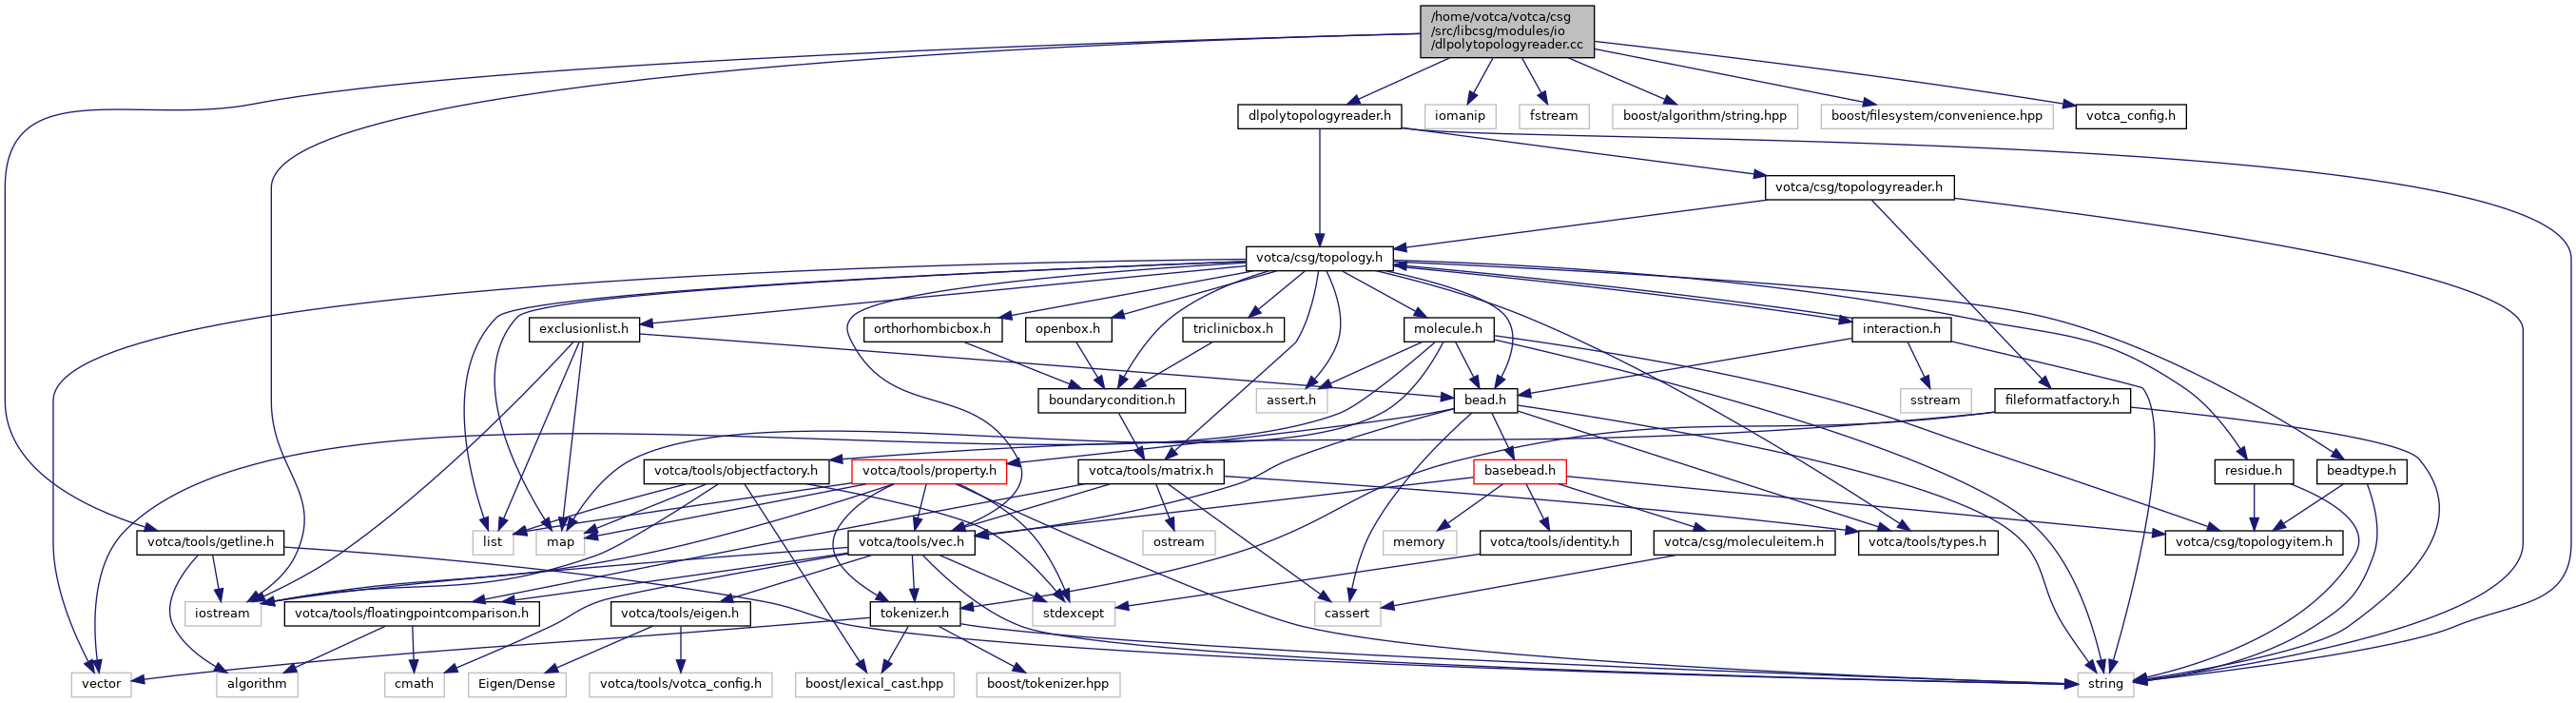 /home/votca/votca/csg
/src/libcsg/modules/io
/dlpolytopologyreader.cc
dlpolytopologyreader.h
iomanip
fstream
boost/algorithm/string.hpp
boost/filesystem/convenience.hpp
votca_config.h
votca/csg/topologyreader.h
votca/csg/topology.h
exclusionlist.h
orthorhombicbox.h
openbox.h
triclinicbox.h
molecule.h
interaction.h
boundarycondition.h
assert.h
bead.h
sstream
fileformatfactory.h
votca/tools/objectfactory.h
votca/tools/property.h
votca/tools/matrix.h
basebead.h
residue.h
beadtype.h
votca/tools/getline.h
list
map
votca/tools/vec.h
ostream
memory
votca/tools/identity.h
votca/csg/moleculeitem.h
votca/tools/types.h
votca/csg/topologyitem.h
iostream
votca/tools/floatingpointcomparison.h
votca/tools/eigen.h
tokenizer.h
stdexcept
cassert
vector
algorithm
cmath
Eigen/Dense
votca/tools/votca_config.h
boost/lexical_cast.hpp
boost/tokenizer.hpp
string